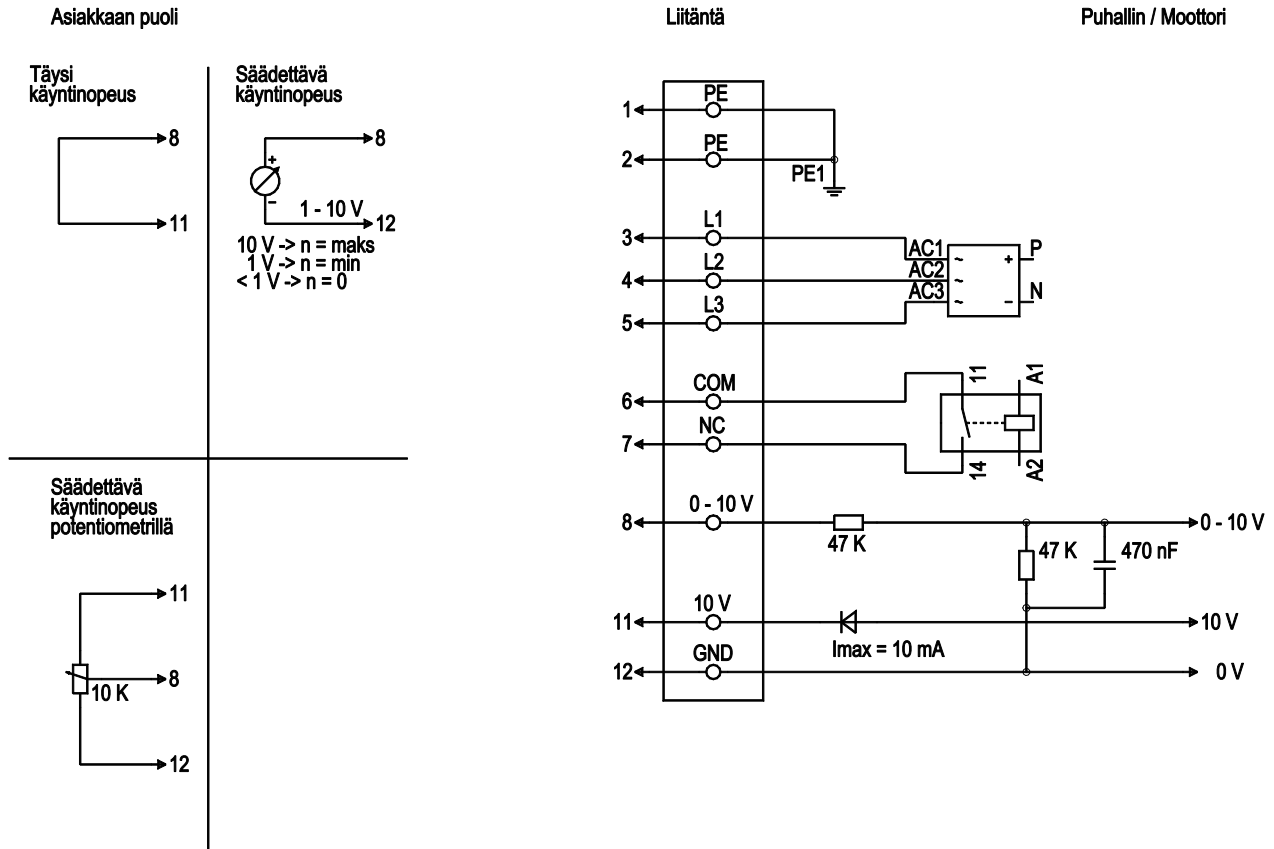 Asiakkaan puoli
Liitäntä
Puhallin / Moottori
Täysi
käyntinopeus
8
11
Säädettävä
käyntinopeus
8
+
–
1 - 10 V
12
10 V -> n = maks
1 V -> n = min
< 1 V -> n = 0
Säädettävä
käyntinopeus
potentiometrillä
11
8
10 K
12
1
PE
2
PE
PE1
3
L1
4
L2
5
L3
AC1
AC2
AC3
~
~
~
+
–
P
N
6
COM
7
NC
11
14
A1
A2
8
0 - 10 V
47 K
47 K
470 nF
0 - 10 V
11
10 V
Imax = 10 mA
10 V
12
GND
0 V